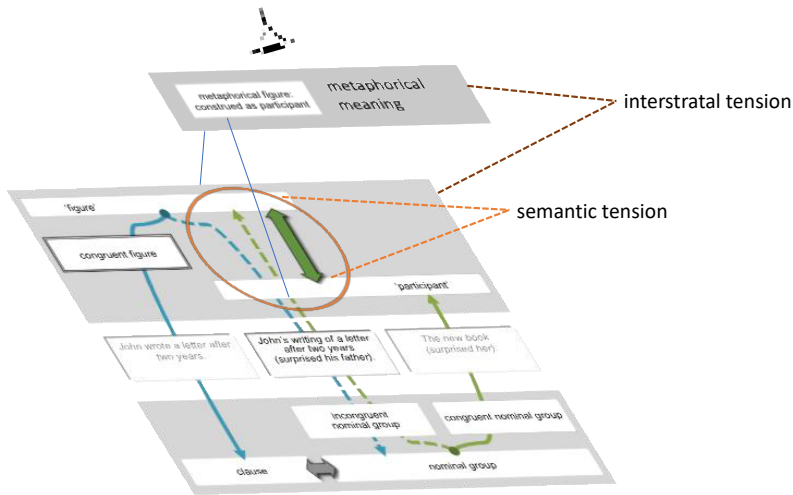 metaphorical figure:
construed as participant
metaphorical
meaning
interstratal tension
'figure'
semantic tension
congruent figure
'participant'
John wrote a letter after
two years.
John's writing of a letter
after two years
(surprised his father).
The new book
(surprised her).
incongruent
nominal group
congruent nominal group
clause
nominal group